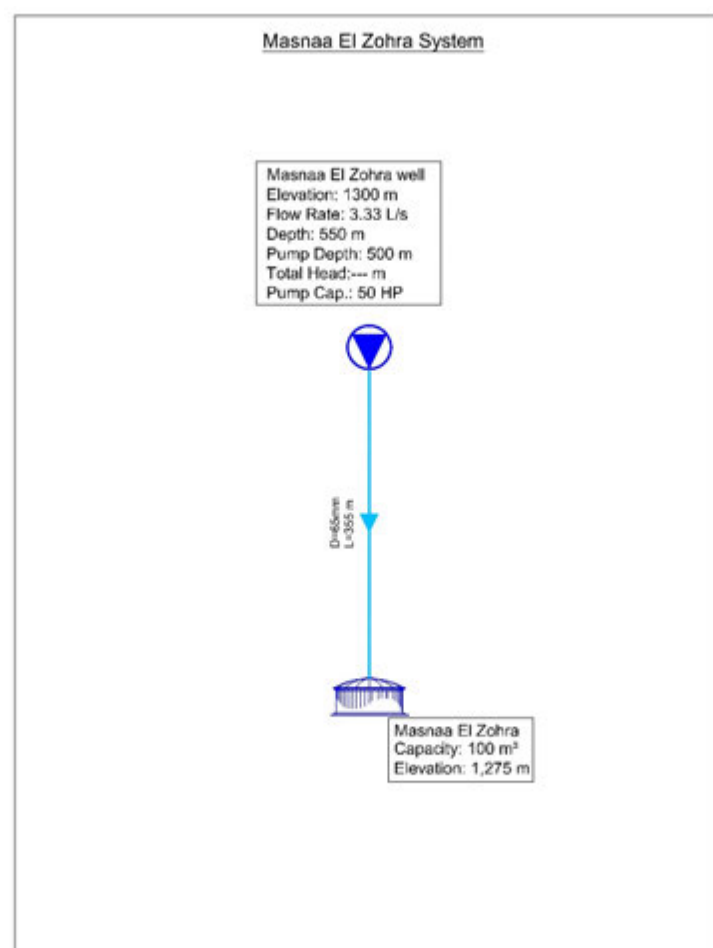 Masnaa El Zohra System
Masnaa El Zohra well
Elevation: 1300 m
Flow Rate: 3.33 L/s
Depth: 550 m
Pump Depth: 500 m
Total Head:--- m
Pump Cap.: 50 HP
D=65mm
L=355 m
Masnaa El Zohra
Capacity: 100 m³
Elevation: 1,275 m